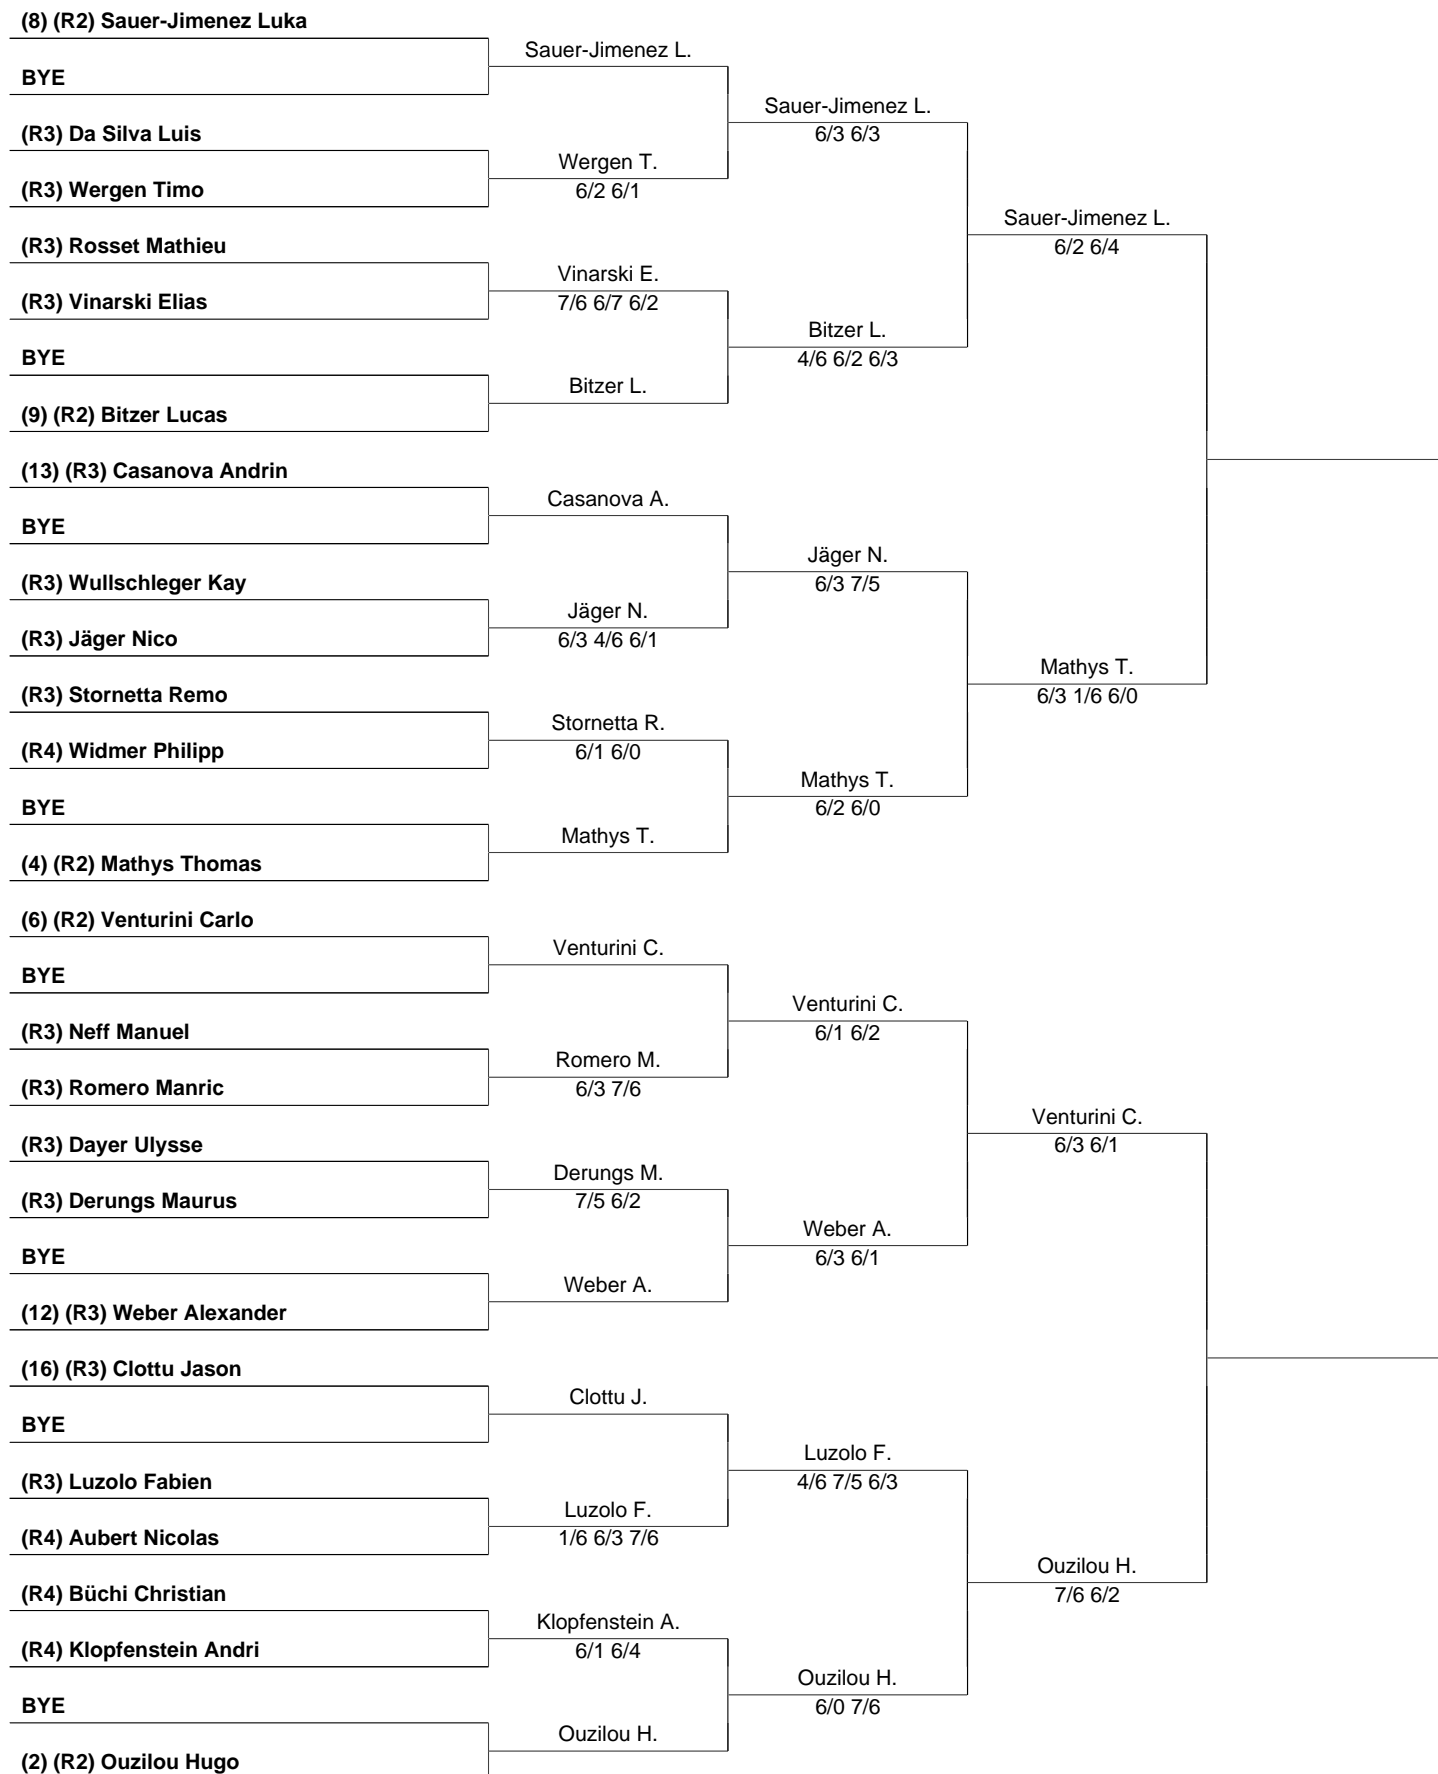 (8) (R2) Sauer-Jimenez Luka
Sauer-Jimenez L.
BYE
Sauer-Jimenez L.
6/3 6/3
(R3) Da Silva Luis
Wergen T.
6/2 6/1
(R3) Wergen Timo
Sauer-Jimenez L.
6/2 6/4
(R3) Rosset Mathieu
Vinarski E.
7/6 6/7 6/2
(R3) Vinarski Elias
Bitzer L.
4/6 6/2 6/3
BYE
Bitzer L.
(9) (R2) Bitzer Lucas
(13) (R3) Casanova Andrin
Casanova A.
BYE
Jäger N.
6/3 7/5
(R3) Wullschleger Kay
Jäger N.
6/3 4/6 6/1
(R3) Jäger Nico
Mathys T.
6/3 1/6 6/0
(R3) Stornetta Remo
Stornetta R.
6/1 6/0
(R4) Widmer Philipp
Mathys T.
6/2 6/0
BYE
Mathys T.
(4) (R2) Mathys Thomas
(6) (R2) Venturini Carlo
Venturini C.
BYE
Venturini C.
6/1 6/2
(R3) Neff Manuel
Romero M.
6/3 7/6
(R3) Romero Manric
Venturini C.
6/3 6/1
(R3) Dayer Ulysse
Derungs M.
7/5 6/2
(R3) Derungs Maurus
Weber A.
6/3 6/1
BYE
Weber A.
(12) (R3) Weber Alexander
(16) (R3) Clottu Jason
Clottu J.
BYE
Luzolo F.
4/6 7/5 6/3
(R3) Luzolo Fabien
Luzolo F.
1/6 6/3 7/6
(R4) Aubert Nicolas
Ouzilou H.
7/6 6/2
(R4) Büchi Christian
Klopfenstein A.
6/1 6/4
(R4) Klopfenstein Andri
Ouzilou H.
6/0 7/6
BYE
Ouzilou H.
(2) (R2) Ouzilou Hugo